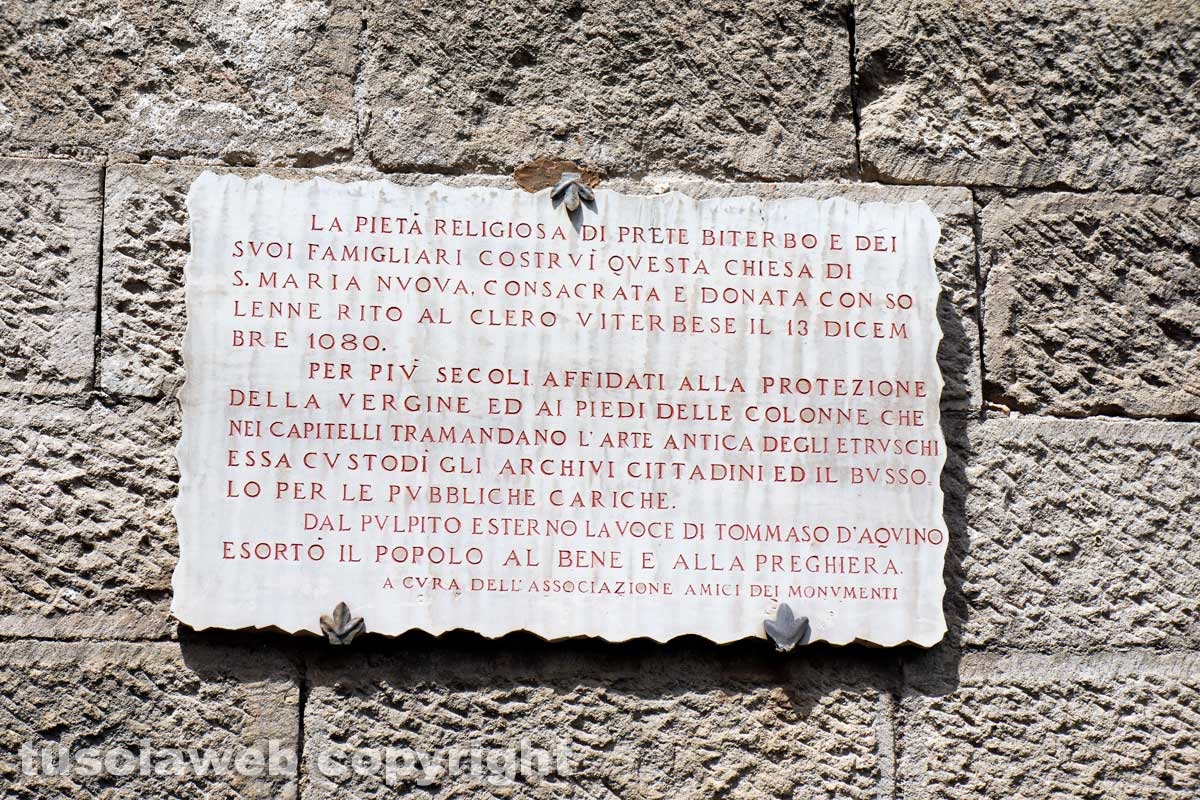 LA PIETÀ RELIGIOSA DI PRETE BITERBO E DEI
SVOI FAMIGLIARI COSTRVÌ QVESTA CHIESA DI
S. MARIA NVOVA, CONSACRATA E DONATA CON SO
LENNE RITO AL CLERO VITERBESE IL 13 DICEM
BRE 1080.
PER PIV̀ SECOLI AFFIDATI ALLA PROTEZIONE
DELLA VERGINE ED AI PIEDI DELLE COLONNE CHE
NEI CAPITELLI TRAMANDANO L'ARTE ANTICA DEGLI ETRVSCHI
ESSA CVSTODÌ GLI ARCHIVI CITTADINI ED IL BVSSO=
LO PER LE PVBBLICHE CARICHE.
DAL PVLPITO ESTERNO LA VOCE DI TOMMASO D'AQVINO
ESORTÒ IL POPOLO AL BENE E ALLA PREGHIERA.
A CVRA DELL'ASSOCIAZIONE AMICI DEI MONVMENTI
tusciaweb copyright